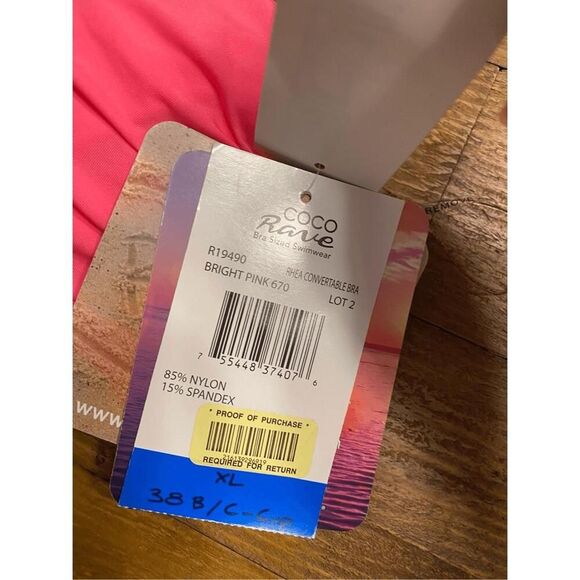 COCO
Rave
Bra Sized Swimwear
R19490
RHEA CONVERTABLE BRA
BRIGHT PINK 670
LOT 2
7 55448 37407 6
85% NYLON
15% SPANDEX
* PROOF OF PURCHASE *
REQUIRED FOR RETURN
XL
38 B/C-
www
REMOVE